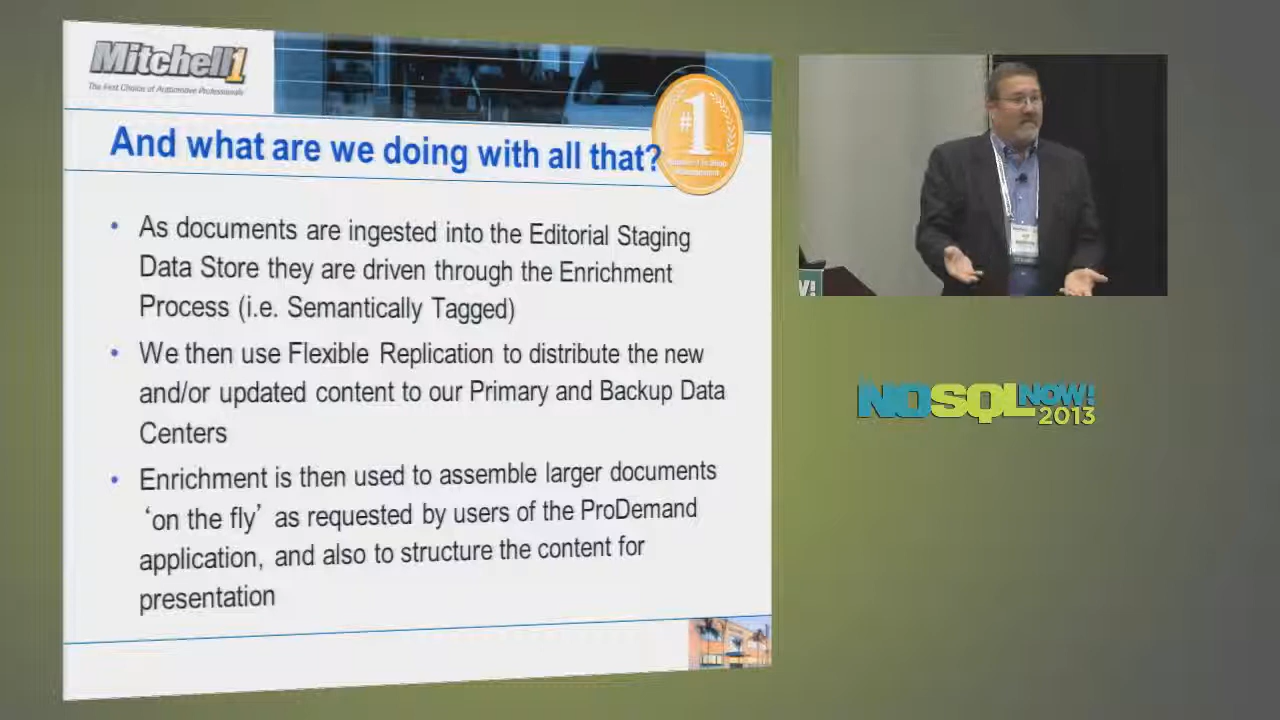 Mitchell1
The First Choice of Automotive Professionals
#1
And what are we doing with all that?
• As documents are ingested into the Editorial Staging
Data Store they are driven through the Enrichment
Process (i.e. Semantically Tagged)
• We then use Flexible Replication to distribute the new
and/or updated content to our Primary and Backup Data
Centers
• Enrichment is then used to assemble larger documents
‘on the fly’ as requested by users of the ProDemand
application, and also to structure the content for
presentation
W!
NOSQL NOW!
2013